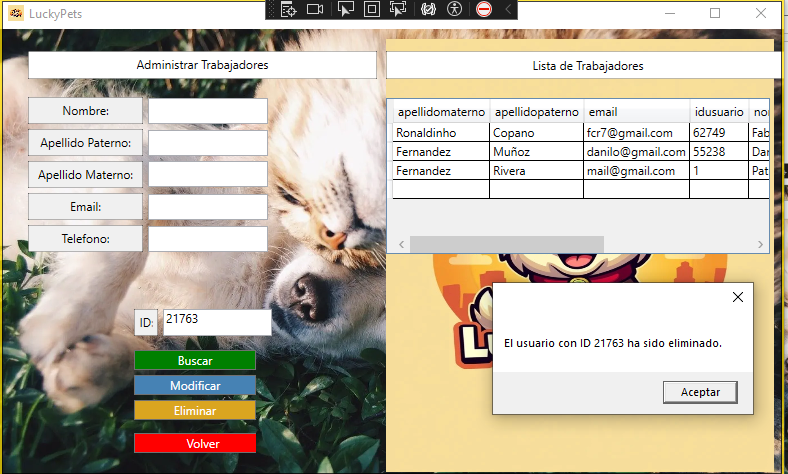 LuckyPets
Administrar Trabajadores
Nombre:
Apellido Paterno:
Apellido Materno:
Email:
Telefono:
ID: 21763
Buscar
Modificar
Eliminar
Volver
Lista de Trabajadores
apellidomaterno apellidopaterno email idusuario
Ronaldinho Copano fcr7@gmail.com 62749 Fab
Fernandez Muñoz danilo@gmail.com 55238
Fernandez Rivera mail@gmail.com 1 Pat
El usuario con ID 21763 ha sido eliminado.
Aceptar